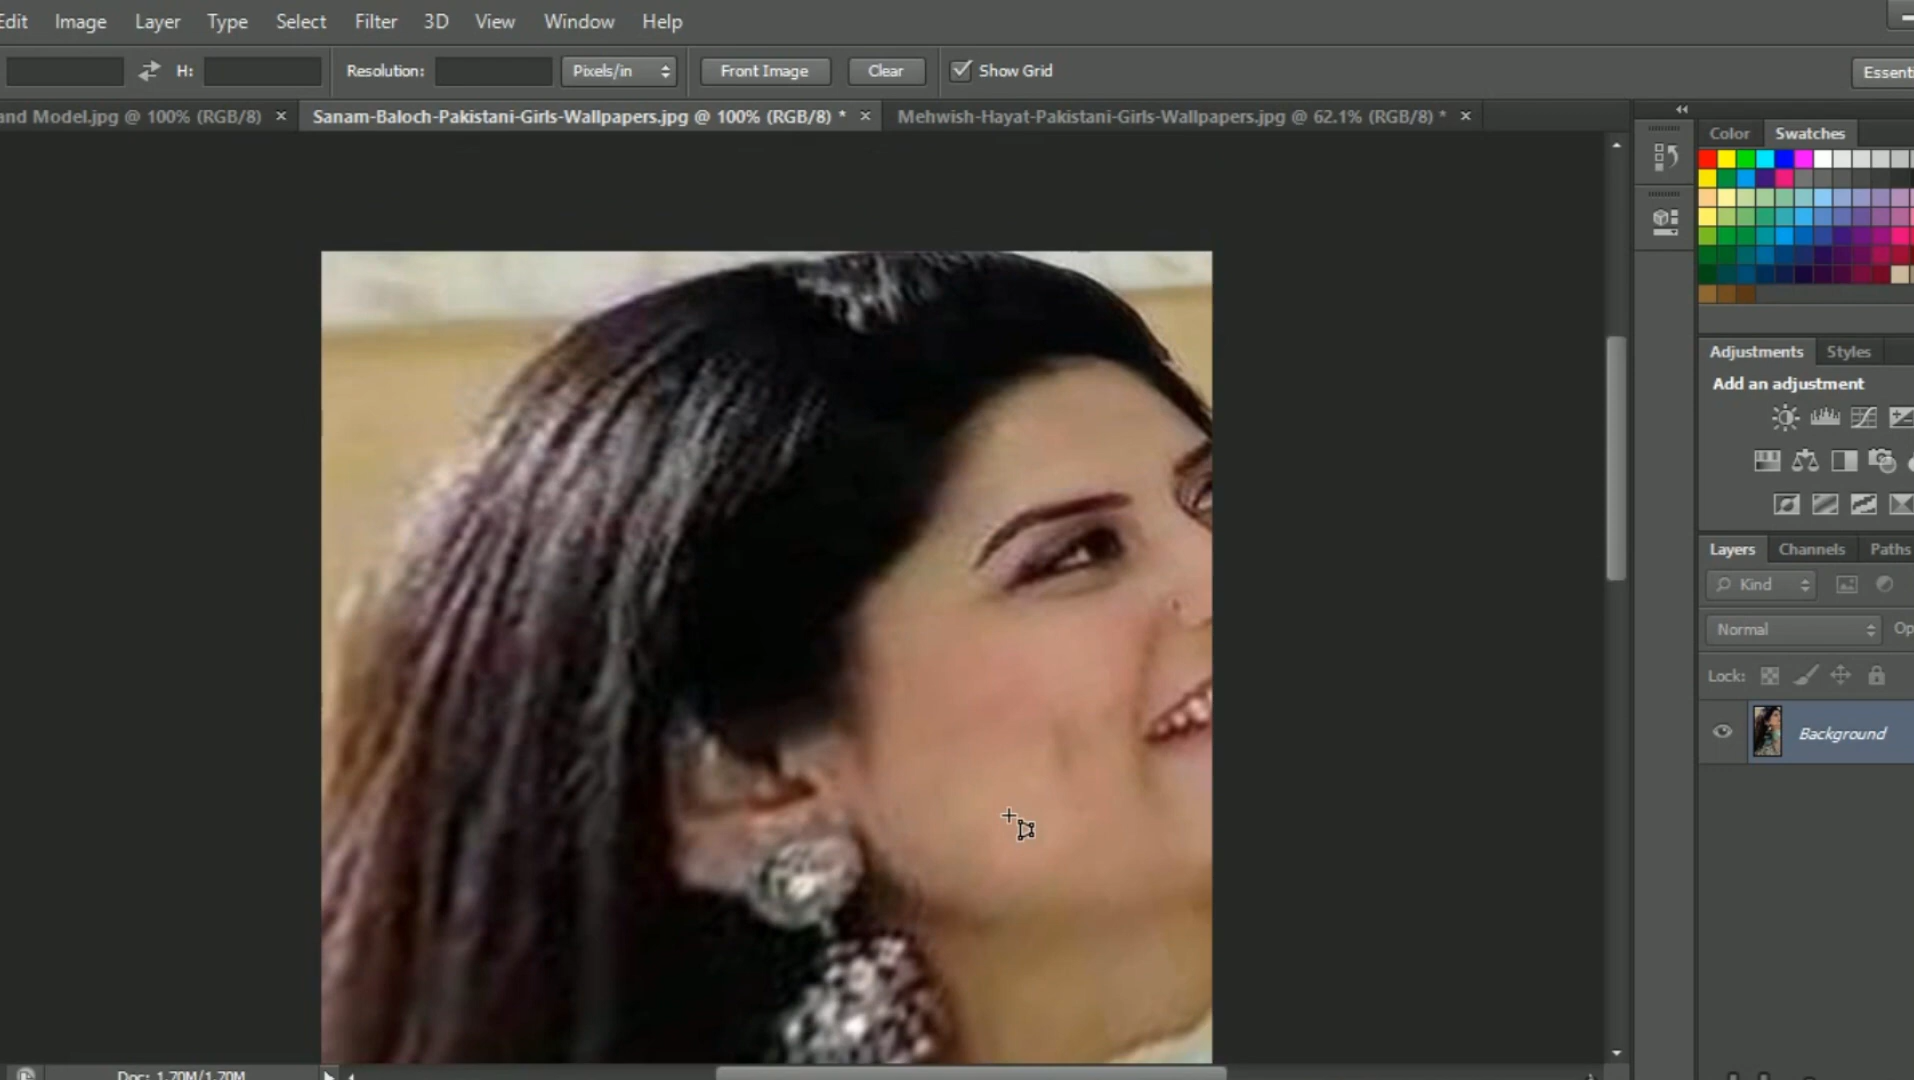 Edit Image Layer Type Select Filter 3D View Window Help
H: Resolution: Pixels/in Front Image Clear Show Grid
Essenti
and Model.jpg @ 100% (RGB/8) × Sanam-Baloch-Pakistani-Girls-Wallpapers.jpg @ 100% (RGB/8) * × Mehwish-Hayat-Pakistani-Girls-Wallpapers.jpg @ 62.1% (RGB/8) * ×
Color Swatches
Adjustments Styles
Add an adjustment
Layers Channels Paths
Kind
Normal Op
Lock:
Background
Doc: 1.70M/1.70M